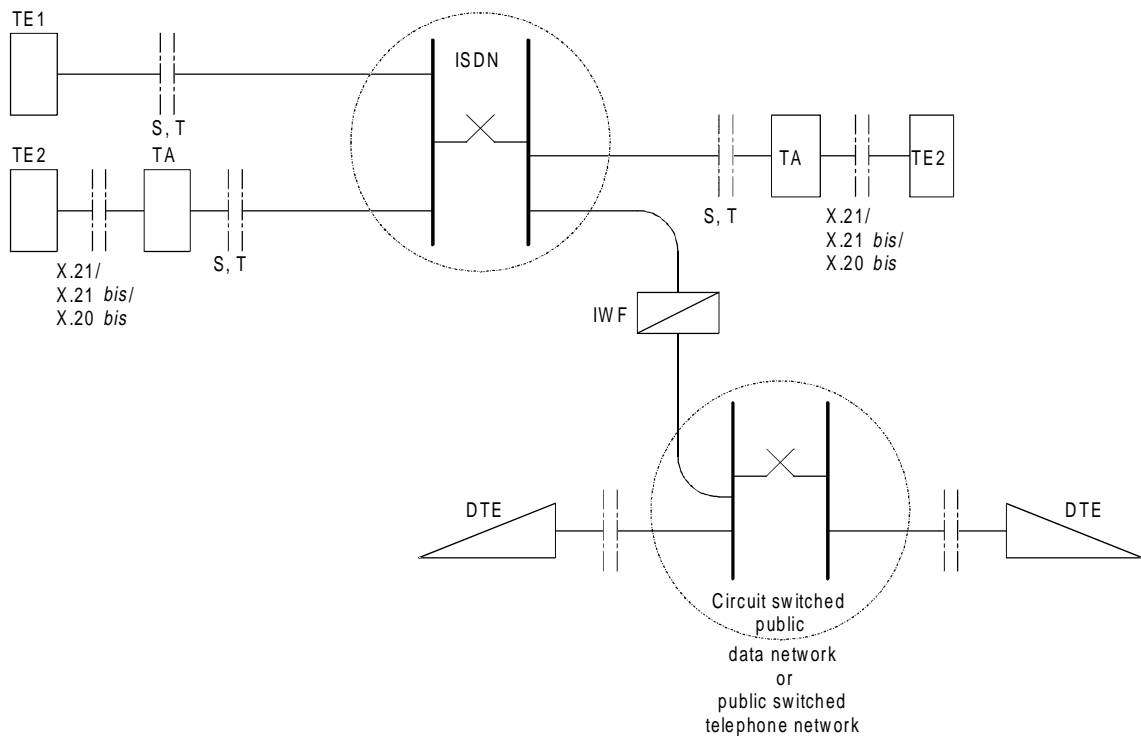 TE1
ISDN
S, T
TE2
TA
S, T
X.21/
X.21 bis/
X.20 bis
TA
TE2
S, T
X.21/
X.21 bis/
X.20 bis
IWF
DTE
DTE
Circuit switched
public
data network
or
public switched
telephone network